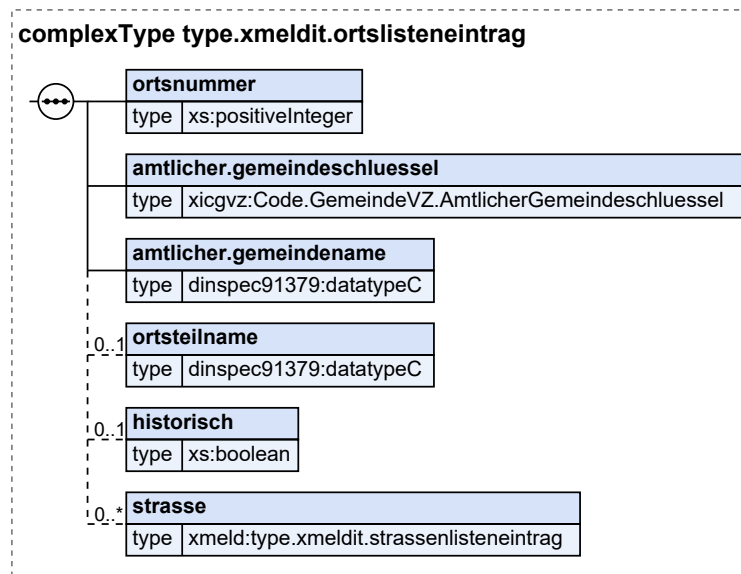 complexType type.xmeldit.ortslisteneintrag
ortsnummer
type xs:positiveInteger
amtlicher.gemeindeschluessel
type xicgvz:Code.GemeindeVZ.AmtlicherGemeindeschluessel
amtlicher.gemeindename
type dinspec91379:datatypeC
0..1 ortsteilname
type dinspec91379:datatypeC
0..1 historisch
type xs:boolean
0..* strasse
type xmeld:type.xmeldit.strassenlisteneintrag